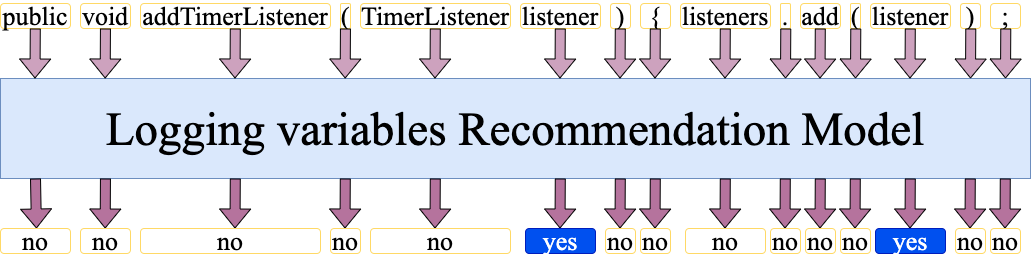 public void addTimerListener ( TimerListener listener ) { listeners . add ( listener ) ;
Logging variables Recommendation Model
no no no no no yes no no no no no no yes no no